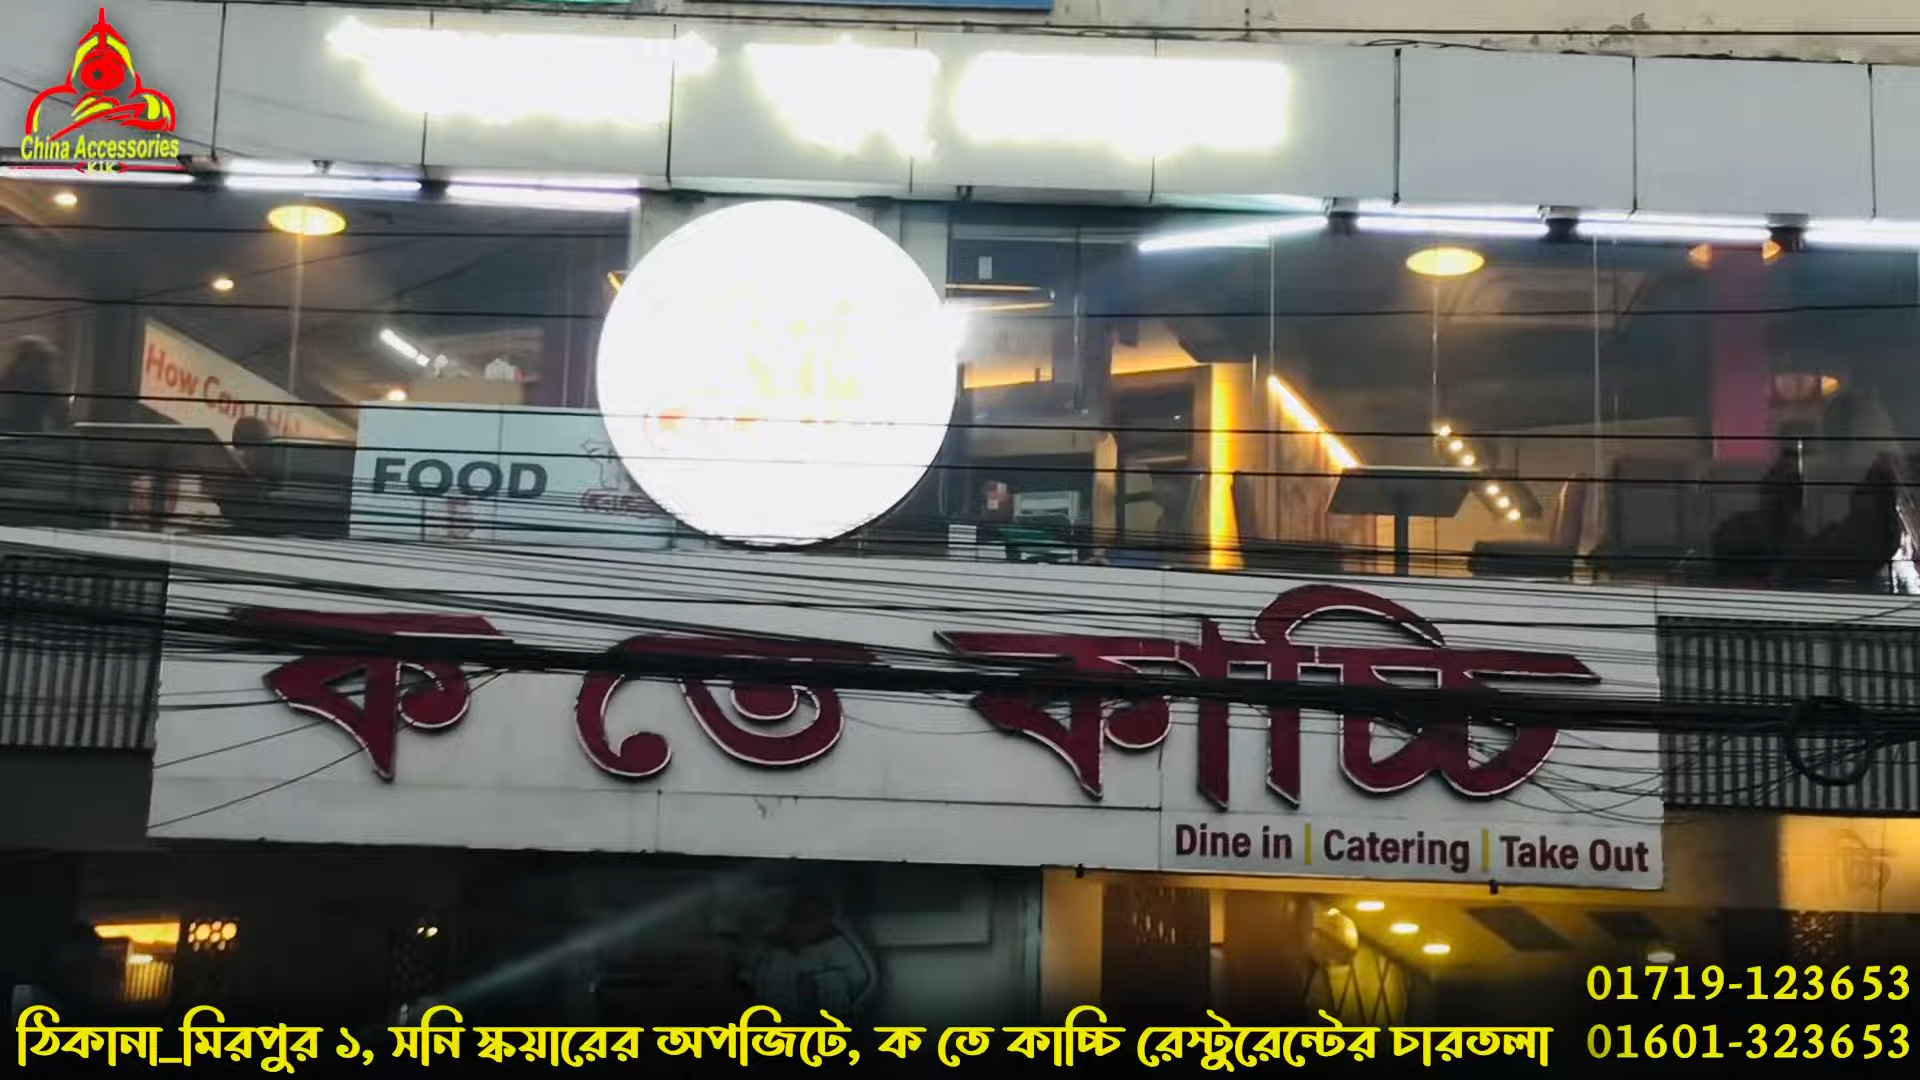 China Accessories
KIK
How Can I
FOOD
ক তে কাচ্চি
Dine in | Catering | Take Out
01719-123653
ঠিকানা_মিরপুর ১, সনি স্কয়ারের অপজিটে, ক তে কাচ্চি রেস্টুরেন্টের চারতলা
01601-323653